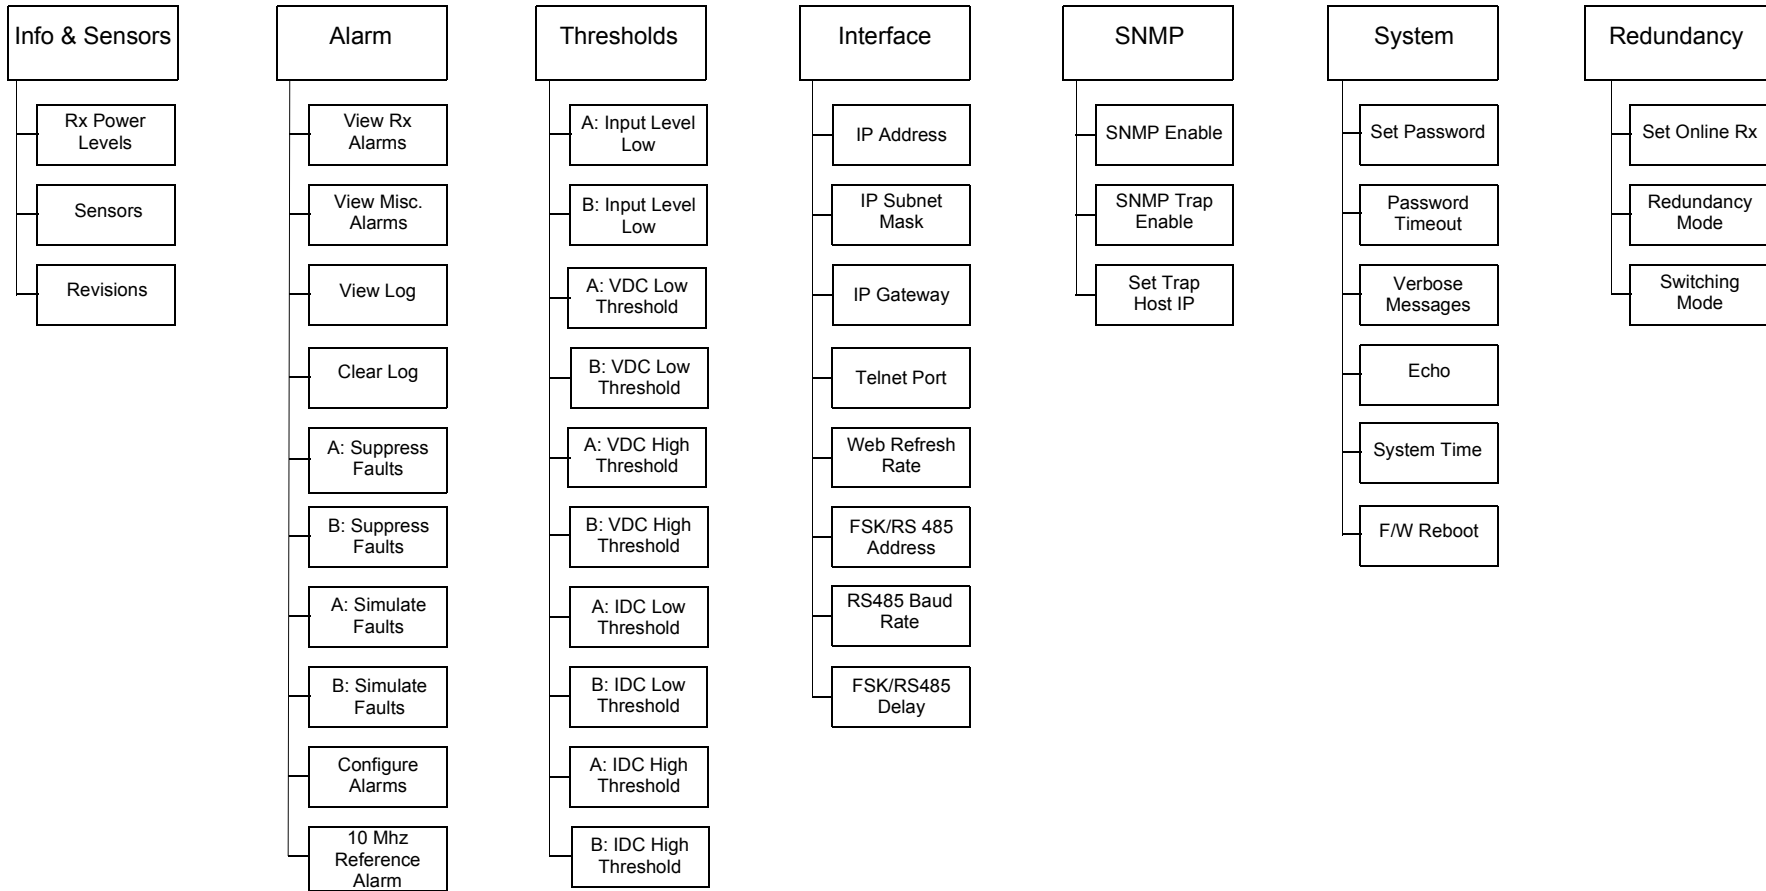 Info & Sensors
Rx Power
Levels
Sensors
Revisions
Alarm
View Rx
Alarms
View Misc.
Alarms
View Log
Clear Log
A: Suppress
Faults
B: Suppress
Faults
A: Simulate
Faults
B: Simulate
Faults
Configure
Alarms
10 Mhz
Reference
Alarm
Thresholds
A: Input Level
Low
B: Input Level
Low
A: VDC Low
Threshold
B: VDC Low
Threshold
A: VDC High
Threshold
B: VDC High
Threshold
A: IDC Low
Threshold
B: IDC Low
Threshold
A: IDC High
Threshold
B: IDC High
Threshold
Interface
IP Address
IP Subnet
Mask
IP Gateway
Telnet Port
Web Refresh
Rate
FSK/RS 485
Address
RS485 Baud
Rate
FSK/RS485
Delay
SNMP
SNMP Enable
SNMP Trap
Enable
Set Trap
Host IP
System
Set Password
Password
Timeout
Verbose
Messages
Echo
System Time
F/W Reboot
Redundancy
Set Online Rx
Redundancy
Mode
Switching
Mode